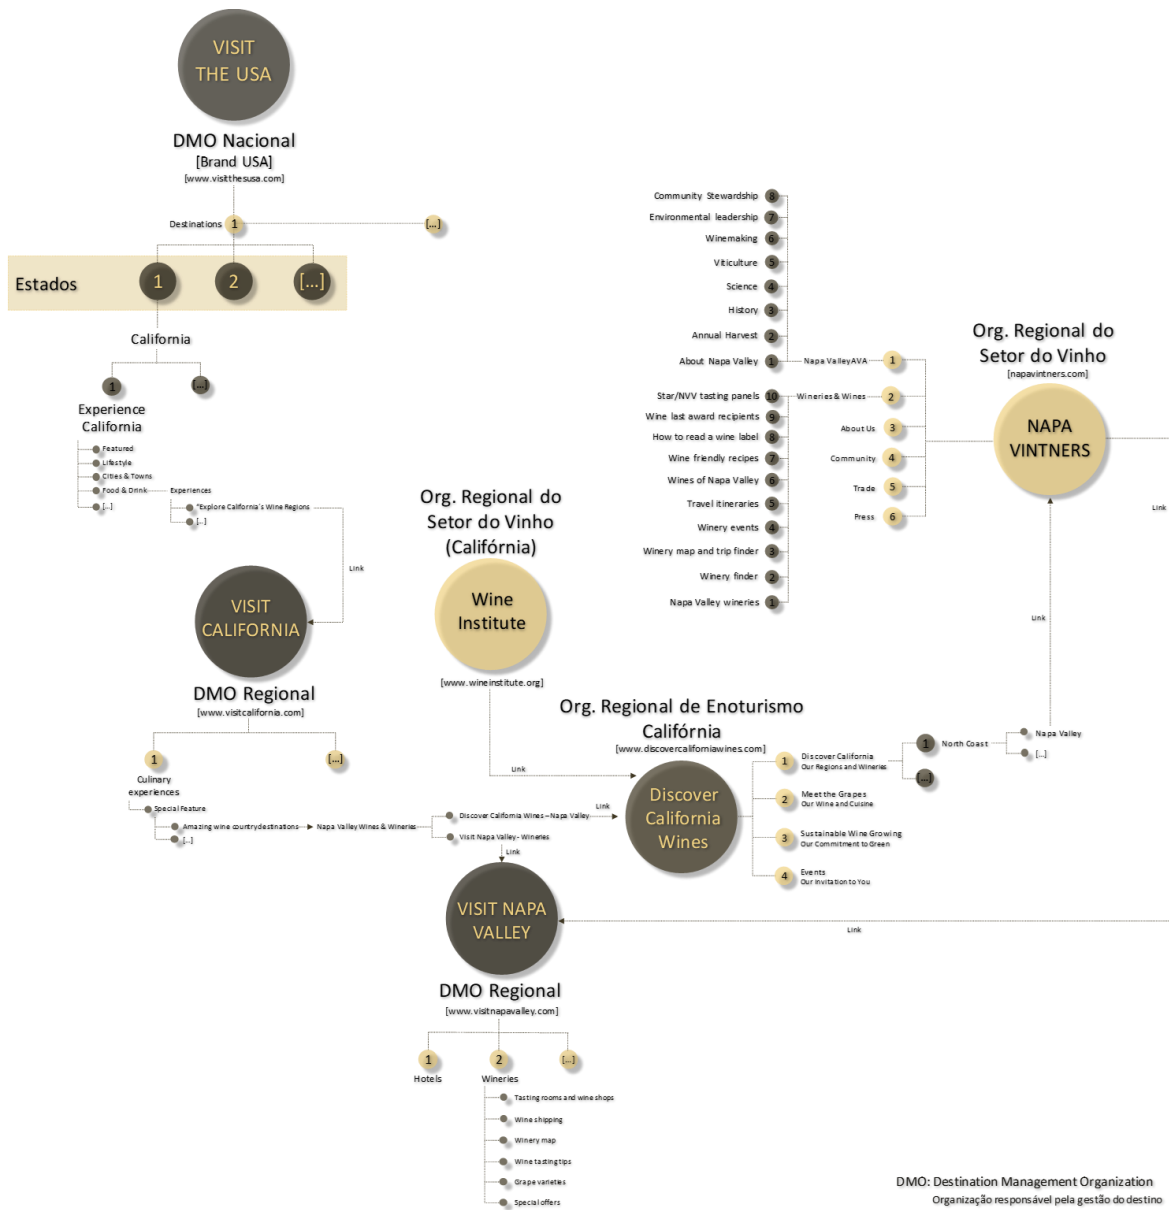 VISIT
THE USA
DMO Nacional
[Brand USA]
[www.visittheusa.com]
Destinations
1
[...]
Estados
1
2
[...]
California
1
[...]
Experience
California
Featured
Lifestyle
Cities & Towns
Food & Drink
Experiences
[...]
"Explore California's Wine Regions
[...]
Link
VISIT
CALIFORNIA
DMO Regional
[www.visitcalifornia.com]
1
[...]
Culinary
experiences
Special Feature
Amazing wine country destinations
[...]
Napa Valley Wines & Wineries
Discover California Wines – Napa Valley
Visit Napa Valley - Wineries
Link
Link
Org. Regional do
Setor do Vinho
(Califórnia)
Wine
Institute
[www.wineinstitute.org]
Link
Org. Regional de Enoturismo
Califórnia
[www.discovercaliforniawines.com]
Discover
California
Wines
1
Discover California
Our Regions and Wineries
2
Meet the Grapes
Our Wine and Cuisine
3
Sustainable Wine Growing
Our Commitment to Green
4
Events
Our Invitation to You
1
North Coast
[...]
Napa Valley
[...]
Link
Org. Regional do
Setor do Vinho
[napavintners.com]
NAPA
VINTNERS
Link
Napa Valley AVA
1
Wineries & Wines
2
About Us
3
Community
4
Trade
5
Press
6
Community Stewardship
8
Environmental leadership
7
Winemaking
6
Viticulture
5
Science
4
History
3
Annual Harvest
2
About Napa Valley
1
Star/NVV tasting panels
10
Wine last award recipients
9
How to read a wine label
8
Wine friendly recipes
7
Wines of Napa Valley
6
Travel itineraries
5
Winery events
4
Winery map and trip finder
3
Winery finder
2
Napa Valley wineries
1
VISIT NAPA
VALLEY
Link
DMO Regional
[www.visitnapavalley.com]
1
2
[...]
Hotels
Wineries
Tasting rooms and wine shops
Wine shipping
Winery map
Wine tasting tips
Grape varieties
Special offers
DMO: Destination Management Organization
Organização responsável pela gestão do destino